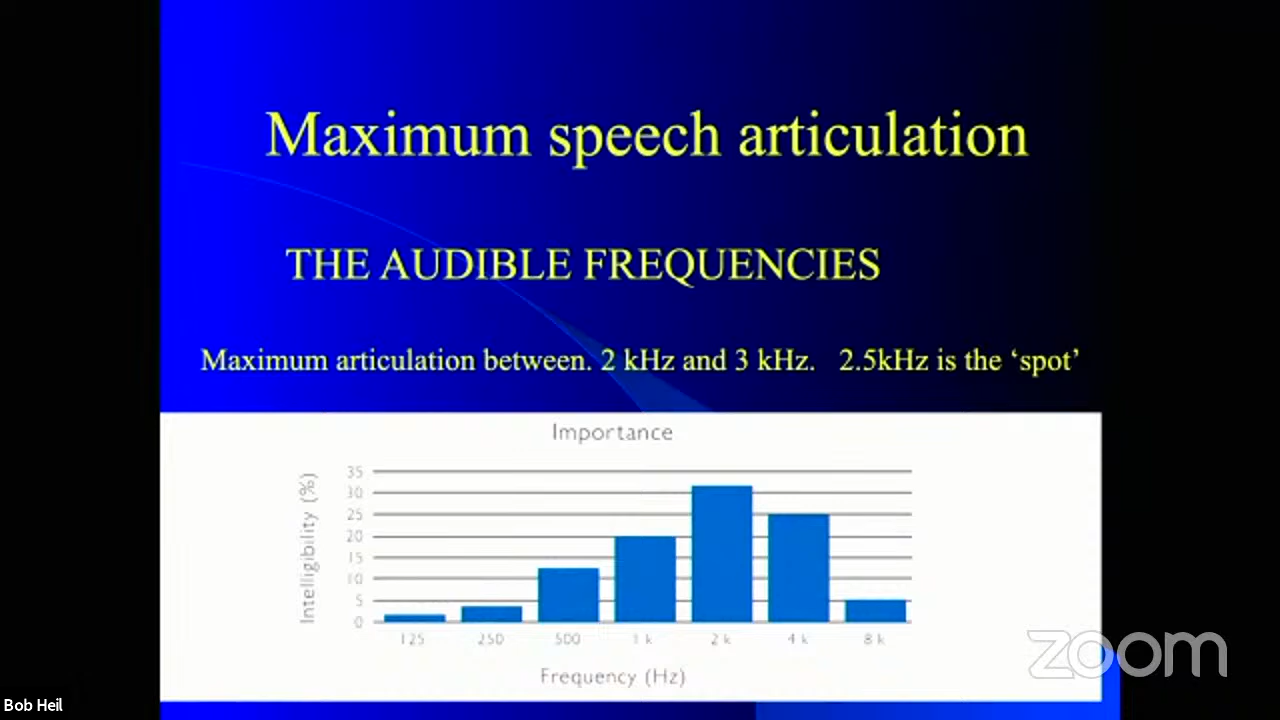 Maximum speech articulation
THE AUDIBLE FREQUENCIES
Maximum articulation between. 2 kHz and 3 kHz. 2.5kHz is the ‘spot’
Importance
Intelligibility (%)
35
30
25
20
15
10
5
0
125 250 500 1 k 2 k 4 k 8 k
Frequency (Hz)
zoom
Bob Heil